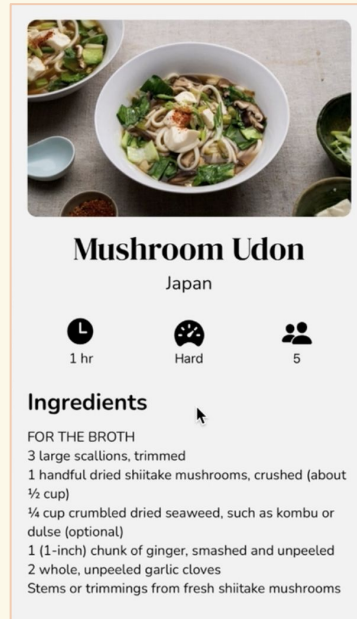 Mushroom Udon
Japan
1 hr
Hard
5
Ingredients
FOR THE BROTH
3 large scallions, trimmed
1 handful dried shiitake mushrooms, crushed (about
½ cup)
¼ cup crumbled dried seaweed, such as kombu or
dulse (optional)
1 (1-inch) chunk of ginger, smashed and unpeeled
2 whole, unpeeled garlic cloves
Stems or trimmings from fresh shiitake mushrooms